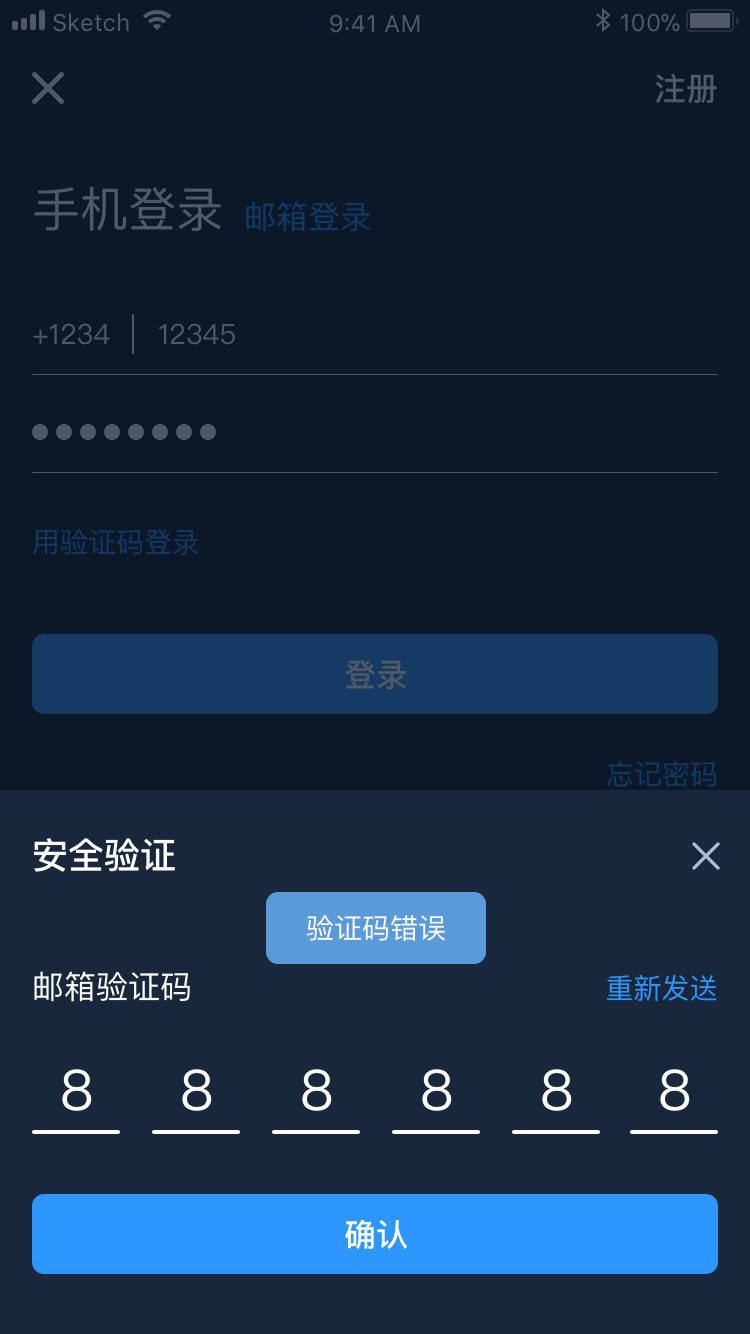 Sketch 9:41 AM 100%
注册
手机登录 邮箱登录
+1234 12345
用验证码登录
登录
忘记密码
安全验证
验证码错误
邮箱验证码 重新发送
8 8 8 8 8 8
确认